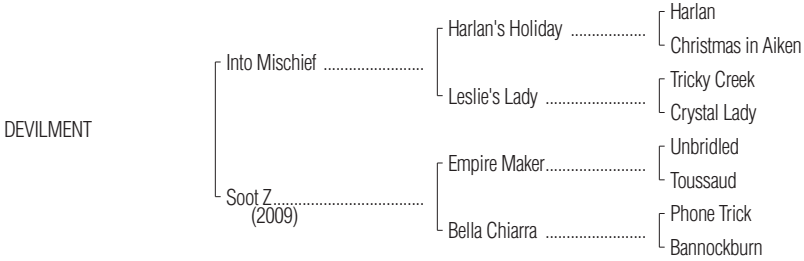 Harlan
Harlan's Holiday ..................
Christmas in Aiken
Into Mischief ........................
Tricky Creek
Leslie's Lady ........................
Crystal Lady
DEVILMENT
Unbridled
Empire Maker........................
Toussaud
Soot Z....................................
(2009)
Phone Trick
Bella Chiarra ........................
Bannockburn